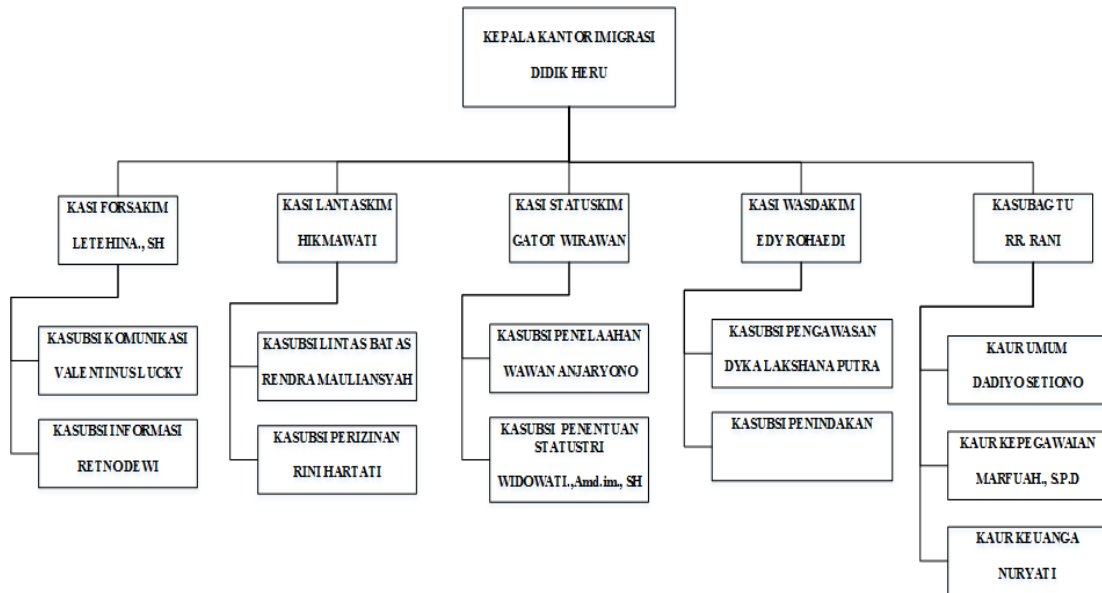 KEPALA KANTOR IMIGRASI
DIDIK HERU
KASI FORSAKIM
LETEHINA., SH
KASI LANTASKIM
HIKMAWATI
KASI STATUSKIM
GATOT WIRAWAN
KASI WASDAKIM
EDY ROHAEDI
KASUBAG TU
RR. RANI
KASUBSI KOMUNIKASI
VALENTINUS LUCKY
KASUBSI INFORMASI
RETNO DEWI
KASUBSI LINTAS BATAS
RENDRA MAULIANSYAH
KASUBSI PERIZINAN
RINI HARTATI
KASUBSI PENELAAHAN
WAWAN ANJARYONO
KASUBSI PENENTUAN
STATUSTRI
WIDOWATI.,Amd.im., SH
KASUBSI PENGAWASAN
DYKA LAKSHANA PUTRA
KASUBSI PENINDAKAN
KAUR UMUM
DADIYO SETIONO
KAUR KEPEGAWAIAN
MARFUAH., S.P.D
KAUR KEUANGA
NURYATI